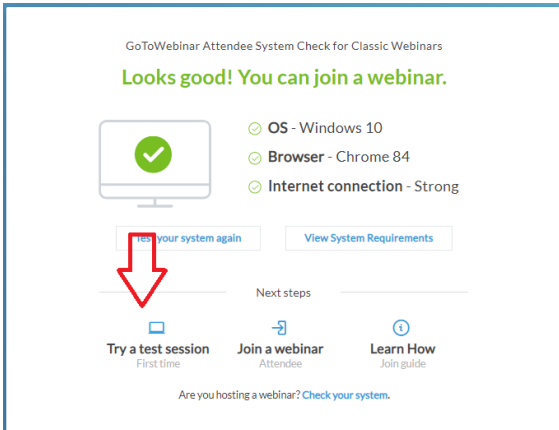 GoToWebinar Attendee System Check for Classic Webinars
Looks good! You can join a webinar.
OS - Windows 10
Browser - Chrome 84
Internet connection - Strong
Test your system again
View System Requirements
Next steps
Try a test session
First time
Join a webinar
Attendee
Learn How
Join guide
Are you hosting a webinar? Check your system.